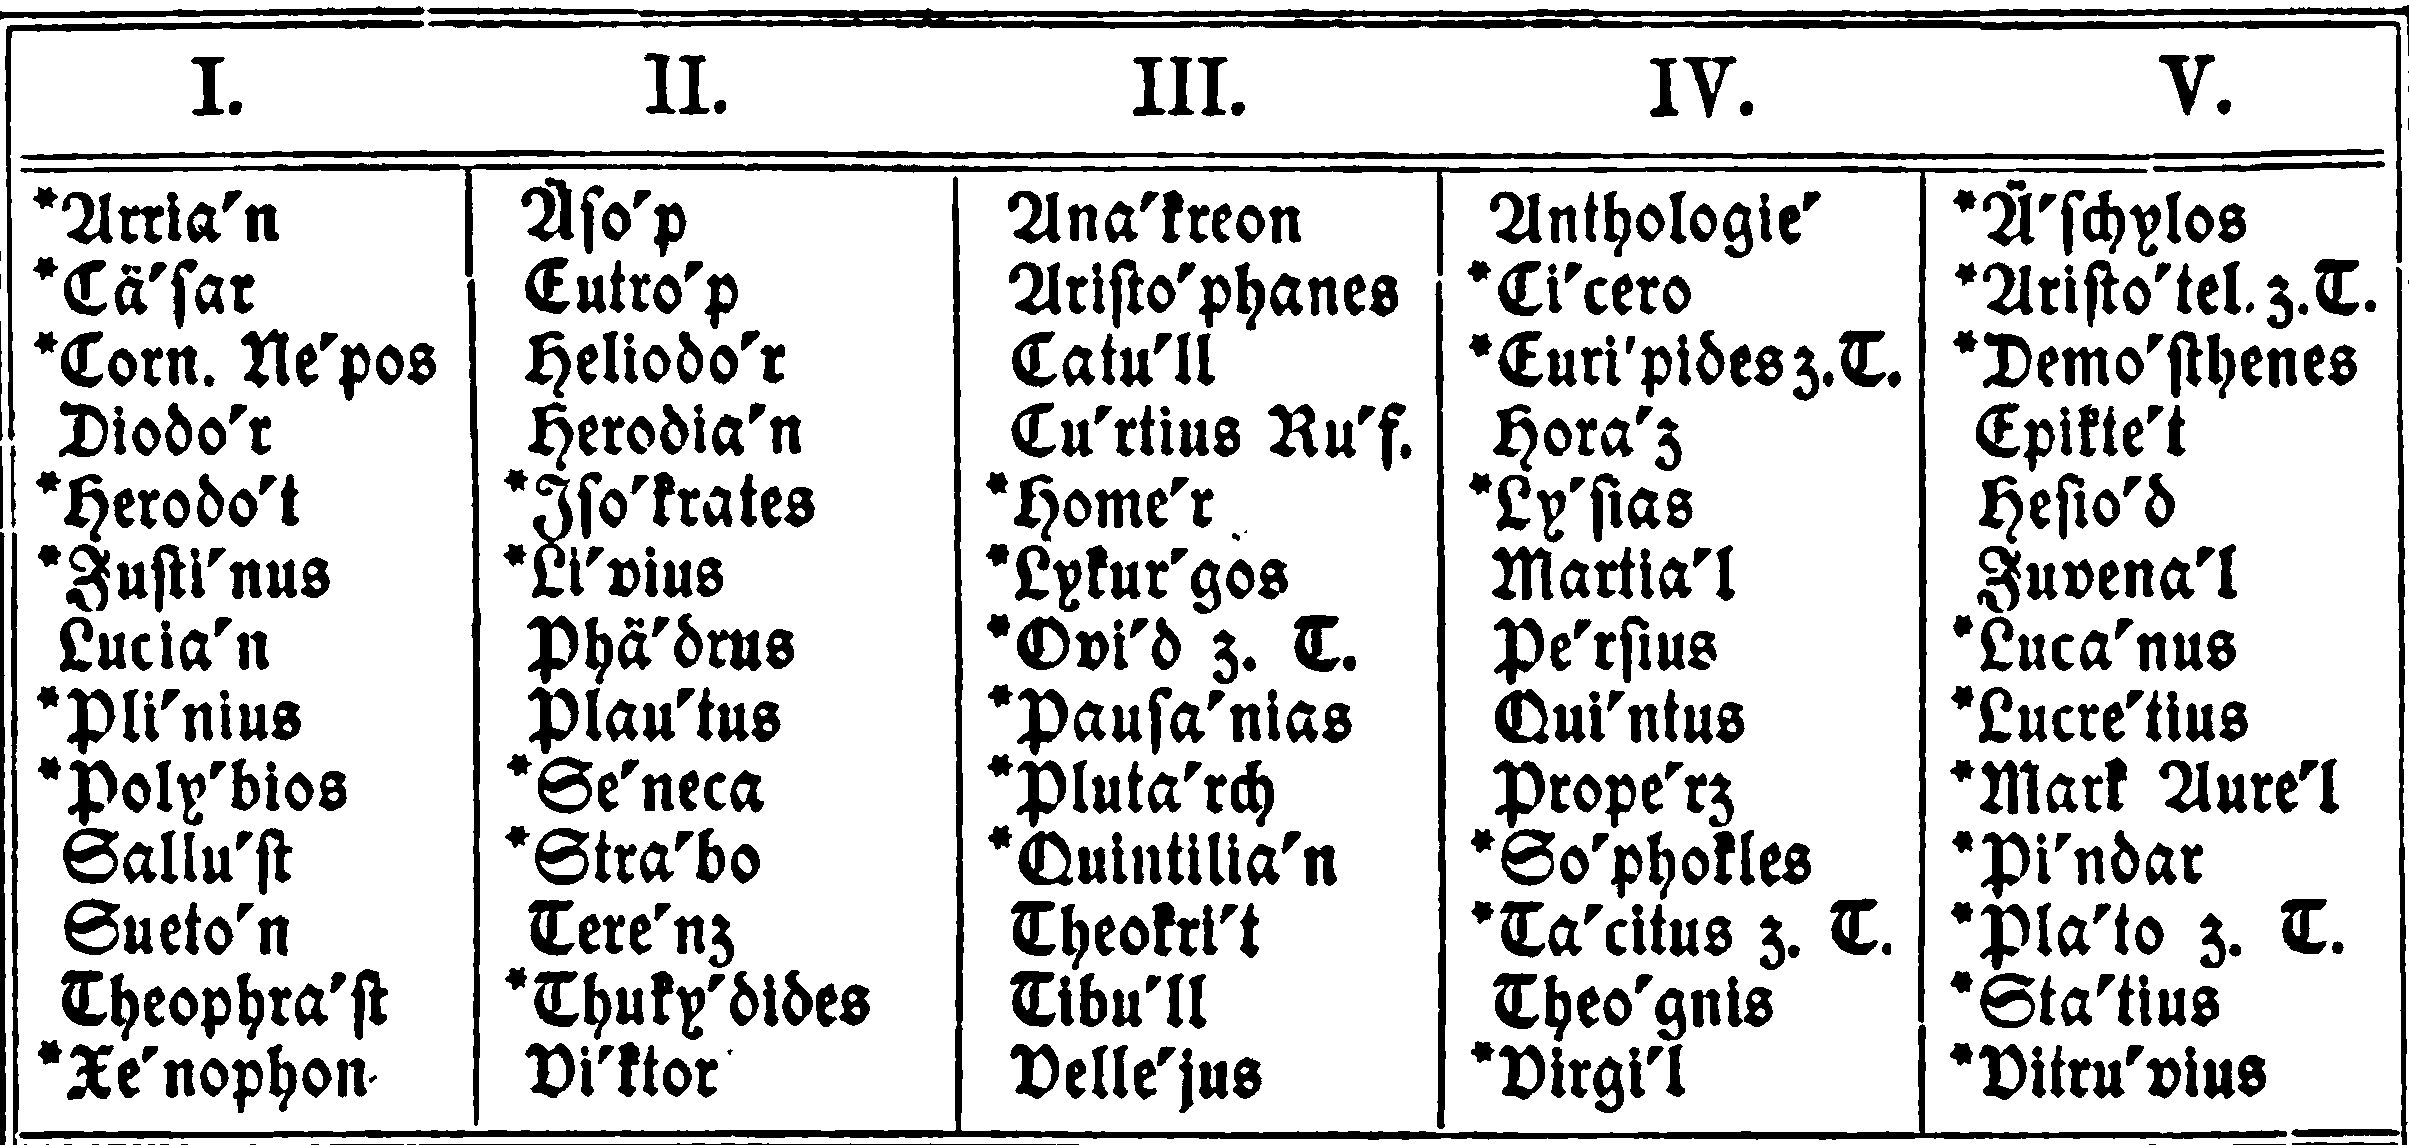 I. II. III. IV. V.
*Arria′n Äſo′p Ana′kreon Anthologie′ *Ä′ſchylos
*Cä′ſar Eutro′p Ariſto′phanes *Ci′cero *Ariſto′tel. z. T.
*Corn. Ne′pos Heliodo′r Catu′ll *Euri′pides z. T. *Demo′ſthenes
Diodo′r Herodia′n Cu′rtius Ru′f. Hora′z Epikte′t
*Herodo′t *Iſo′krates *Home′r *Ly′ſias Heſio′d
*Juſti′nus *Li′vius *Lykur′gos Martia′l Juvena′l
Lucia′n Phä′drus *Ovi′d z. T. Pe′rſius *Luca′nus
*Pli′nius Plau′tus *Pauſa′nias Qui′ntus *Lucre′tius
*Poly′bios *Se′neca *Pluta′rch Prope′rz *Mark Aure′l
Sallu′ſt *Stra′bo *Quintilia′n *So′phokles *Pi′ndar
Sueto′n Tere′nz Theokri′t *Ta′citus z. T. *Pla′to z. T.
Theophra′ſt *Thuky′dides Tibu′ll Theo′gnis *Sta′tius
*Xe′nophon Vi′ktor Velle′jus *Virgi′l *Vitru′vius